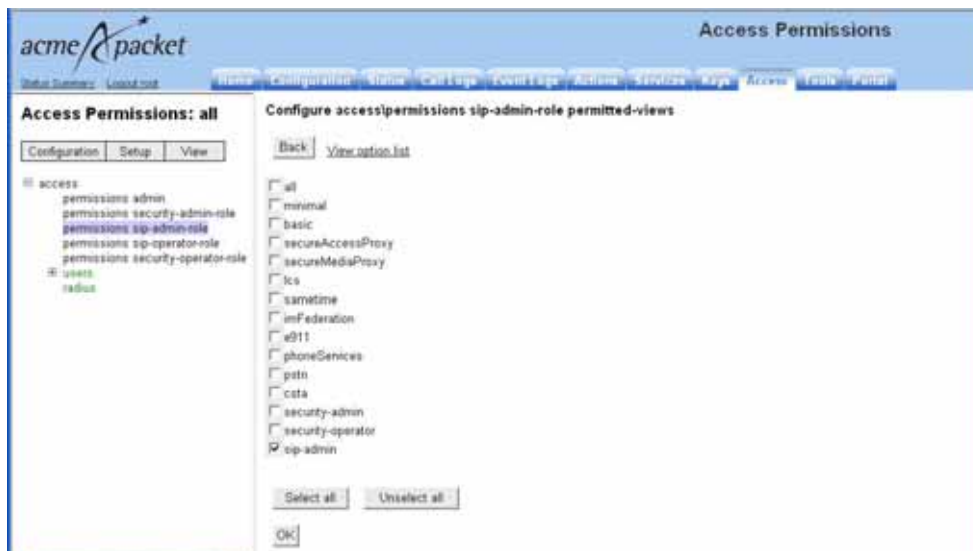 acme packet
Access Permissions
Status Summary Logout root
Home Configuration Status Call Logs Event Logs Actions Services Keys Access Tools Portal
Access Permissions: all
Configuration Setup View
access
permissions admin
permissions security-admin-role
permissions sip-admin-role
permissions sip-operator-role
permissions security-operator-role
users
radius
Configure access\permissions sip-admin-role permitted-views
Back View option list
all
minimal
basic
secureAccessProxy
secureMediaProxy
lcs
sametime
imFederation
e911
phoneServices
pstn
csta
security-admin
security-operator
sip-admin
Select all Unselect all
OK